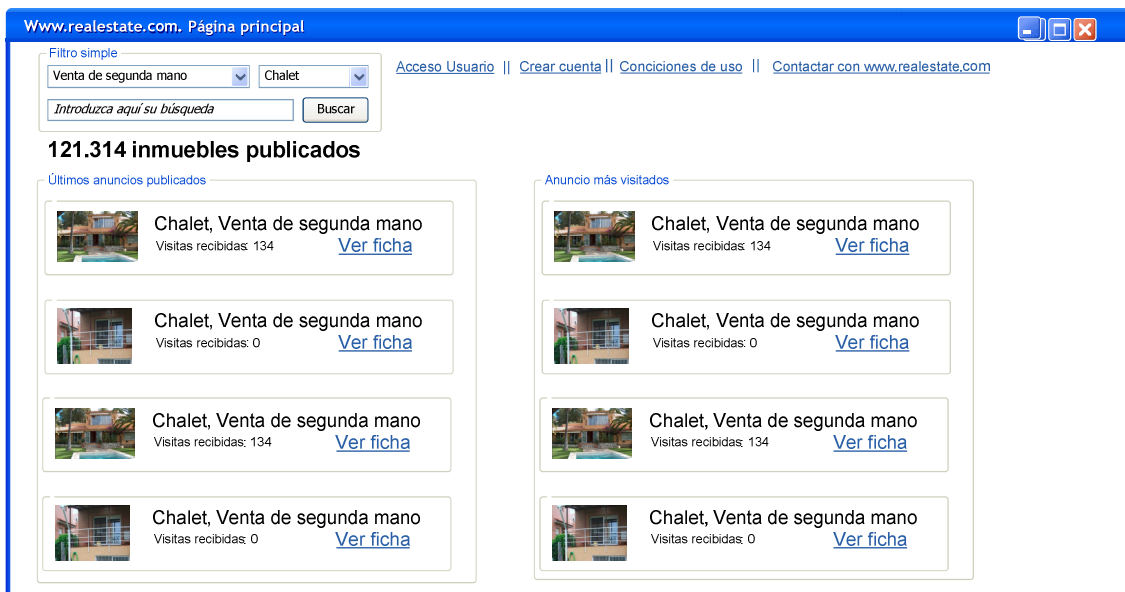 Www.realestate.com. Página principal
Filtro simple
Venta de segunda mano Chalet
Acceso Usuario || Crear cuenta || Conciciones de uso || Contactar con www.realestate.com
Introduzca aquí su búsqueda Buscar
121.314 inmuebles publicados
Últimos anuncios publicados
Chalet, Venta de segunda mano
Visitas recibidas: 134 Ver ficha
Chalet, Venta de segunda mano
Visitas recibidas: 0 Ver ficha
Chalet, Venta de segunda mano
Visitas recibidas: 134 Ver ficha
Chalet, Venta de segunda mano
Visitas recibidas: 0 Ver ficha
Anuncio más visitados
Chalet, Venta de segunda mano
Visitas recibidas: 134 Ver ficha
Chalet, Venta de segunda mano
Visitas recibidas: 0 Ver ficha
Chalet, Venta de segunda mano
Visitas recibidas: 134 Ver ficha
Chalet, Venta de segunda mano
Visitas recibidas: 0 Ver ficha